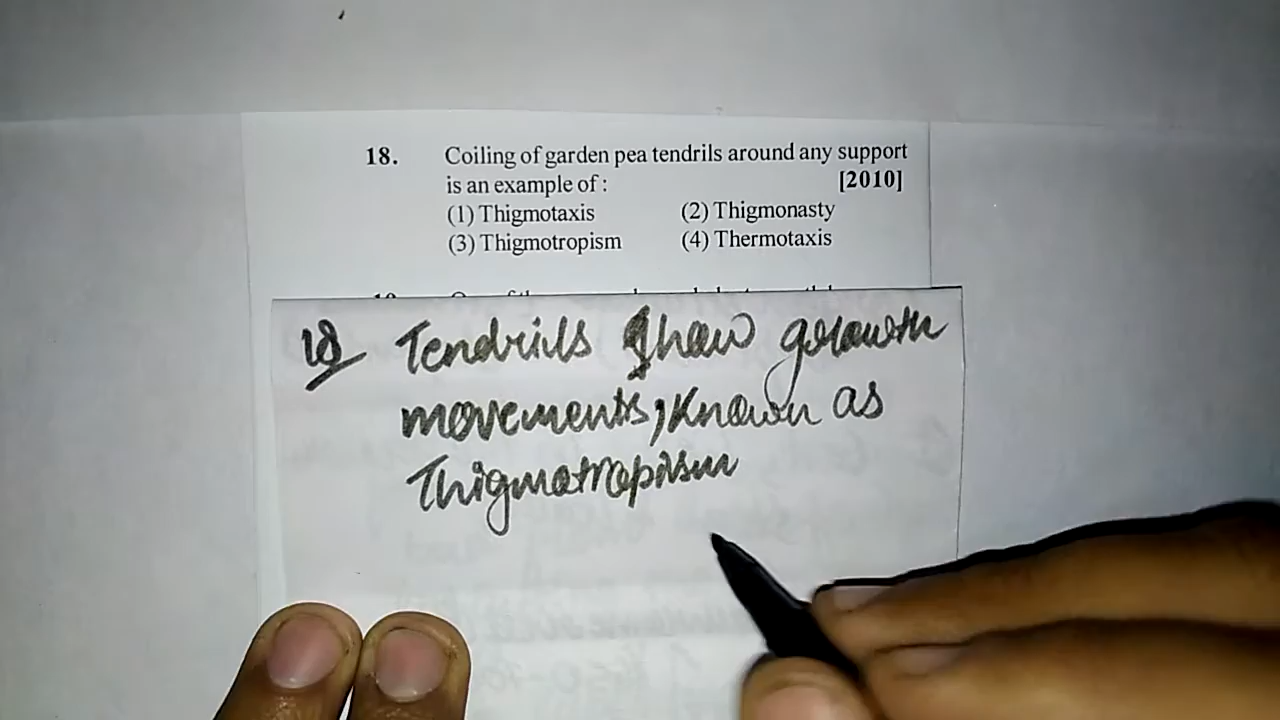 18. Coiling of garden pea tendrils around any support
is an example of : [2010]
(1) Thigmotaxis (2) Thigmonasty
(3) Thigmotropism (4) Thermotaxis
18 Tendrils Show growth
movements, Known as
Thigmotropism